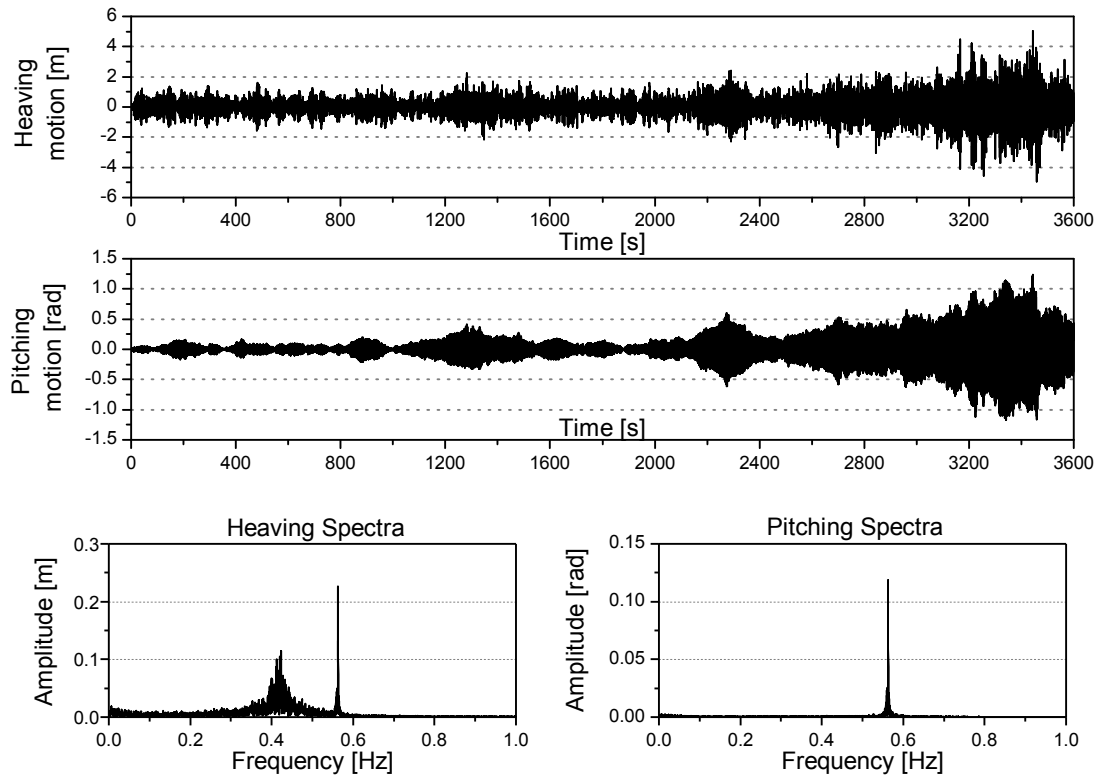 Heaving
motion [m]
6
4
2
0
-2
-4
-6
0 400 800 1200 1600 2000 2400 2800 3200 3600
Time [s]
Pitching
motion [rad]
1.5
1.0
0.5
0.0
-0.5
-1.0
-1.5
Time [s]
0 400 800 1200 1600 2000 2400 2800 3200 3600
Heaving Spectra
Amplitude [m]
0.3
0.2
0.1
0.0
0.0 0.2 0.4 0.6 0.8 1.0
Frequency [Hz]
Pitching Spectra
Amplitude [rad]
0.15
0.10
0.05
0.00
0.0 0.2 0.4 0.6 0.8 1.0
Frequency [Hz]